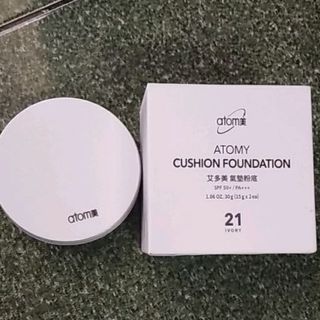 atom美
atom美
ATOMY
CUSHION FOUNDATION
艾多美 氣墊粉底
SPF 50+ / PA+++
1.06 OZ. 30g (15g x 2ea)
21
IVORY